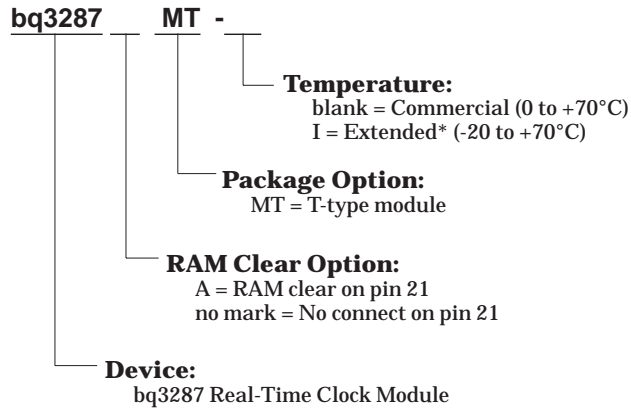 bq3287 MT -
Temperature:
blank = Commercial (0 to +70°C)
I = Extended* (-20 to +70°C)
Package Option:
MT = T-type module
RAM Clear Option:
A = RAM clear on pin 21
no mark = No connect on pin 21
Device:
bq3287 Real-Time Clock Module